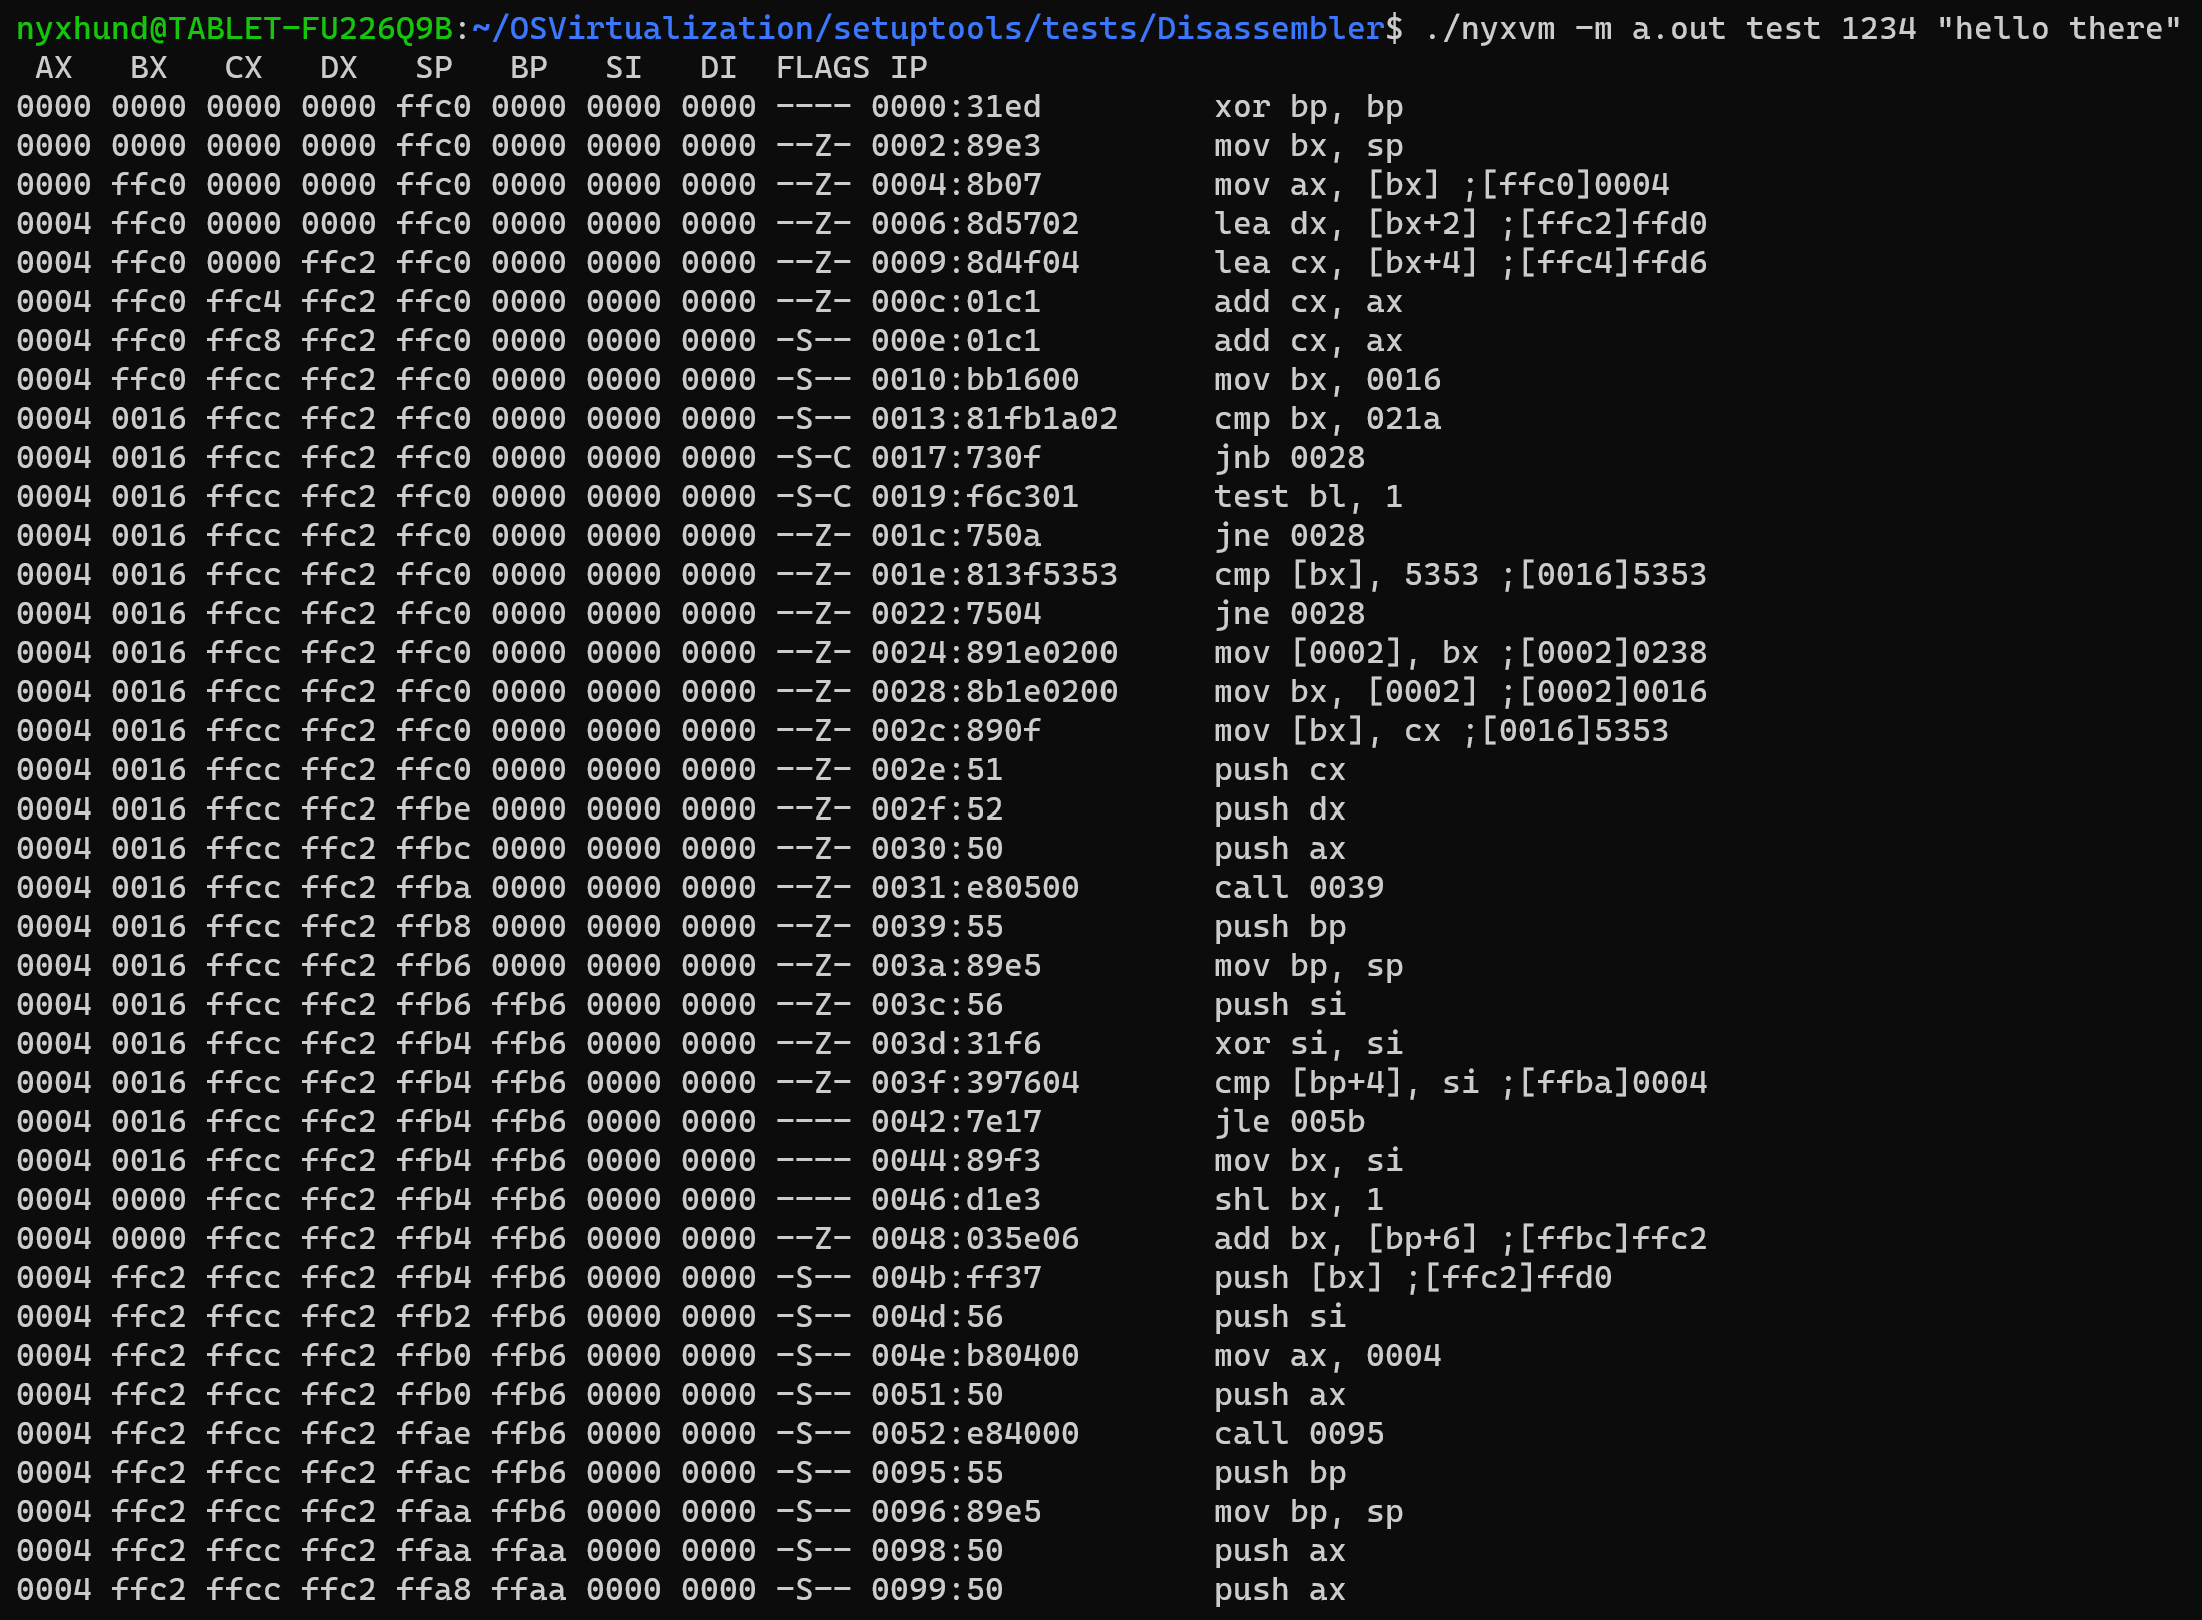 nyxhund@TABLET-FU226Q9B:~/OSVirtualization/setuptools/tests/Disassembler$ ./nyxvm -m a.out test 1234 "hello there"
 AX   BX   CX   DX   SP   BP   SI   DI  FLAGS IP
0000 0000 0000 0000 ffc0 0000 0000 0000 ---- 0000:31ed         xor bp, bp
0000 0000 0000 0000 ffc0 0000 0000 0000 --Z- 0002:89e3         mov bx, sp
0000 ffc0 0000 0000 ffc0 0000 0000 0000 --Z- 0004:8b07         mov ax, [bx] ;[ffc0]0004
0004 ffc0 0000 0000 ffc0 0000 0000 0000 --Z- 0006:8d5702       lea dx, [bx+2] ;[ffc2]ffd0
0004 ffc0 0000 ffc2 ffc0 0000 0000 0000 --Z- 0009:8d4f04       lea cx, [bx+4] ;[ffc4]ffd6
0004 ffc0 ffc4 ffc2 ffc0 0000 0000 0000 --Z- 000c:01c1         add cx, ax
0004 ffc0 ffc8 ffc2 ffc0 0000 0000 0000 -S-- 000e:01c1         add cx, ax
0004 ffc0 ffcc ffc2 ffc0 0000 0000 0000 -S-- 0010:bb1600       mov bx, 0016
0004 0016 ffcc ffc2 ffc0 0000 0000 0000 -S-- 0013:81fb1a02     cmp bx, 021a
0004 0016 ffcc ffc2 ffc0 0000 0000 0000 -S-C 0017:730f         jnb 0028
0004 0016 ffcc ffc2 ffc0 0000 0000 0000 -S-C 0019:f6c301       test bl, 1
0004 0016 ffcc ffc2 ffc0 0000 0000 0000 --Z- 001c:750a         jne 0028
0004 0016 ffcc ffc2 ffc0 0000 0000 0000 --Z- 001e:813f5353     cmp [bx], 5353 ;[0016]5353
0004 0016 ffcc ffc2 ffc0 0000 0000 0000 --Z- 0022:7504         jne 0028
0004 0016 ffcc ffc2 ffc0 0000 0000 0000 --Z- 0024:891e0200     mov [0002], bx ;[0002]0238
0004 0016 ffcc ffc2 ffc0 0000 0000 0000 --Z- 0028:8b1e0200     mov bx, [0002] ;[0002]0016
0004 0016 ffcc ffc2 ffc0 0000 0000 0000 --Z- 002c:890f         mov [bx], cx ;[0016]5353
0004 0016 ffcc ffc2 ffc0 0000 0000 0000 --Z- 002e:51           push cx
0004 0016 ffcc ffc2 ffbe 0000 0000 0000 --Z- 002f:52           push dx
0004 0016 ffcc ffc2 ffbc 0000 0000 0000 --Z- 0030:50           push ax
0004 0016 ffcc ffc2 ffba 0000 0000 0000 --Z- 0031:e80500       call 0039
0004 0016 ffcc ffc2 ffb8 0000 0000 0000 --Z- 0039:55           push bp
0004 0016 ffcc ffc2 ffb6 0000 0000 0000 --Z- 003a:89e5         mov bp, sp
0004 0016 ffcc ffc2 ffb6 ffb6 0000 0000 --Z- 003c:56           push si
0004 0016 ffcc ffc2 ffb4 ffb6 0000 0000 --Z- 003d:31f6         xor si, si
0004 0016 ffcc ffc2 ffb4 ffb6 0000 0000 --Z- 003f:397604       cmp [bp+4], si ;[ffba]0004
0004 0016 ffcc ffc2 ffb4 ffb6 0000 0000 ---- 0042:7e17         jle 005b
0004 0016 ffcc ffc2 ffb4 ffb6 0000 0000 ---- 0044:89f3         mov bx, si
0004 0000 ffcc ffc2 ffb4 ffb6 0000 0000 ---- 0046:d1e3         shl bx, 1
0004 0000 ffcc ffc2 ffb4 ffb6 0000 0000 --Z- 0048:035e06       add bx, [bp+6] ;[ffbc]ffc2
0004 ffc2 ffcc ffc2 ffb4 ffb6 0000 0000 -S-- 004b:ff37         push [bx] ;[ffc2]ffd0
0004 ffc2 ffcc ffc2 ffb2 ffb6 0000 0000 -S-- 004d:56           push si
0004 ffc2 ffcc ffc2 ffb0 ffb6 0000 0000 -S-- 004e:b80400       mov ax, 0004
0004 ffc2 ffcc ffc2 ffb0 ffb6 0000 0000 -S-- 0051:50           push ax
0004 ffc2 ffcc ffc2 ffae ffb6 0000 0000 -S-- 0052:e84000       call 0095
0004 ffc2 ffcc ffc2 ffac ffb6 0000 0000 -S-- 0095:55           push bp
0004 ffc2 ffcc ffc2 ffaa ffb6 0000 0000 -S-- 0096:89e5         mov bp, sp
0004 ffc2 ffcc ffc2 ffaa ffaa 0000 0000 -S-- 0098:50           push ax
0004 ffc2 ffcc ffc2 ffa8 ffaa 0000 0000 -S-- 0099:50           push ax